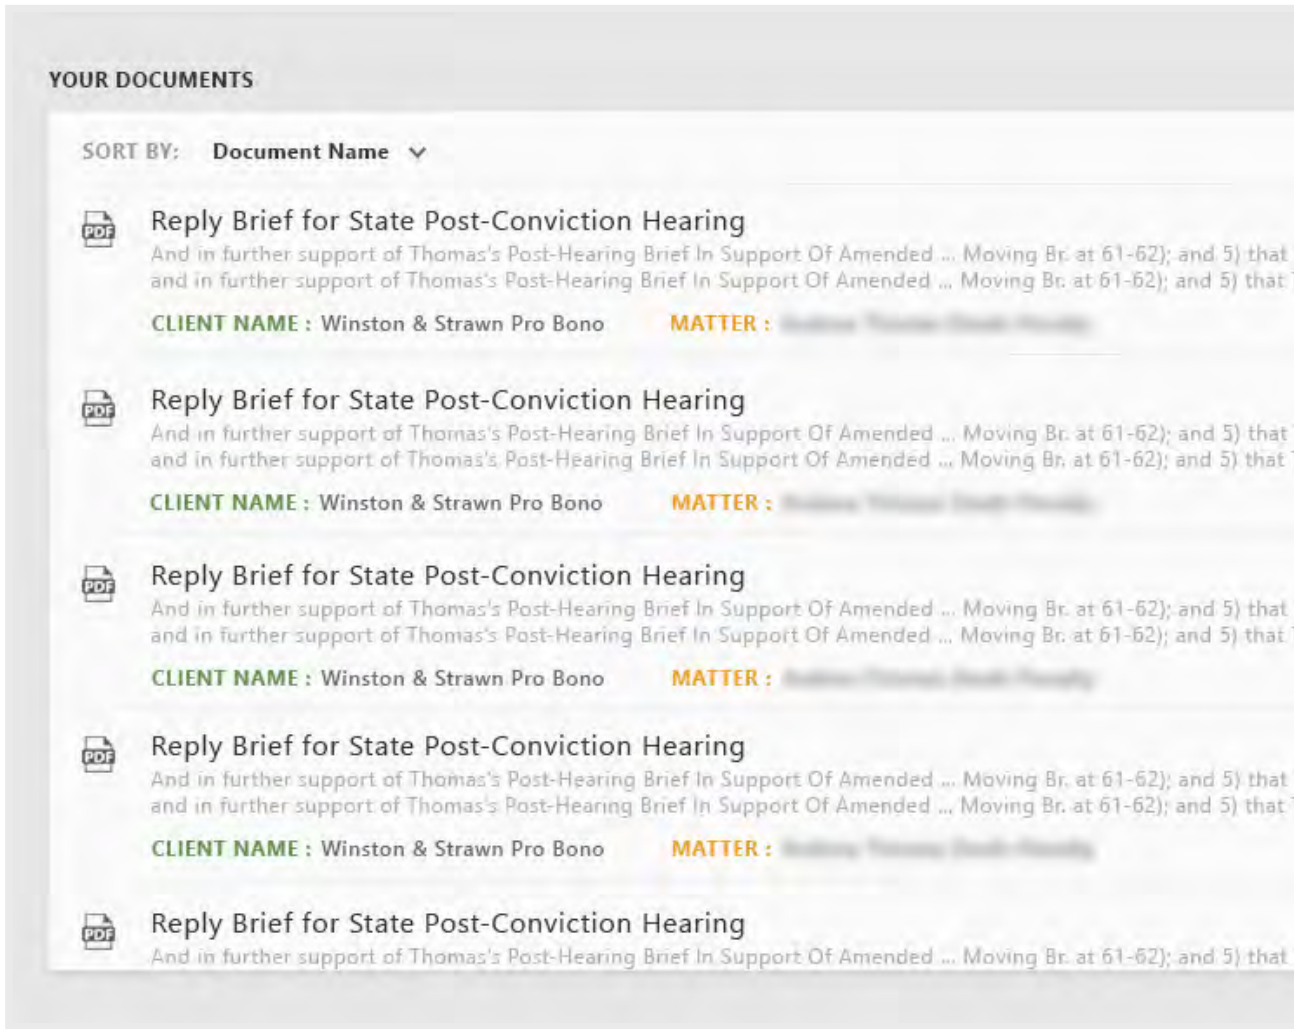 YOUR DOCUMENTS
SORT BY: Document Name
PDF Reply Brief for State Post-Conviction Hearing
And in further support of Thomas's Post-Hearing Brief In Support Of Amended ... Moving Br. at 61-62); and 5) that
and in further support of Thomas's Post-Hearing Brief In Support Of Amended ... Moving Br. at 61-62); and 5) that
CLIENT NAME : Winston & Strawn Pro Bono MATTER :
PDF Reply Brief for State Post-Conviction Hearing
And in further support of Thomas's Post-Hearing Brief In Support Of Amended ... Moving Br. at 61-62); and 5) that
and in further support of Thomas's Post-Hearing Brief In Support Of Amended ... Moving Br. at 61-62); and 5) that
CLIENT NAME : Winston & Strawn Pro Bono MATTER :
PDF Reply Brief for State Post-Conviction Hearing
And in further support of Thomas's Post-Hearing Brief In Support Of Amended ... Moving Br. at 61-62); and 5) that
and in further support of Thomas's Post-Hearing Brief In Support Of Amended ... Moving Br. at 61-62); and 5) that
CLIENT NAME : Winston & Strawn Pro Bono MATTER :
PDF Reply Brief for State Post-Conviction Hearing
And in further support of Thomas's Post-Hearing Brief In Support Of Amended ... Moving Br. at 61-62); and 5) that
and in further support of Thomas's Post-Hearing Brief In Support Of Amended ... Moving Br. at 61-62); and 5) that
CLIENT NAME : Winston & Strawn Pro Bono MATTER :
PDF Reply Brief for State Post-Conviction Hearing
And in further support of Thomas's Post-Hearing Brief In Support Of Amended ... Moving Br. at 61-62); and 5) that